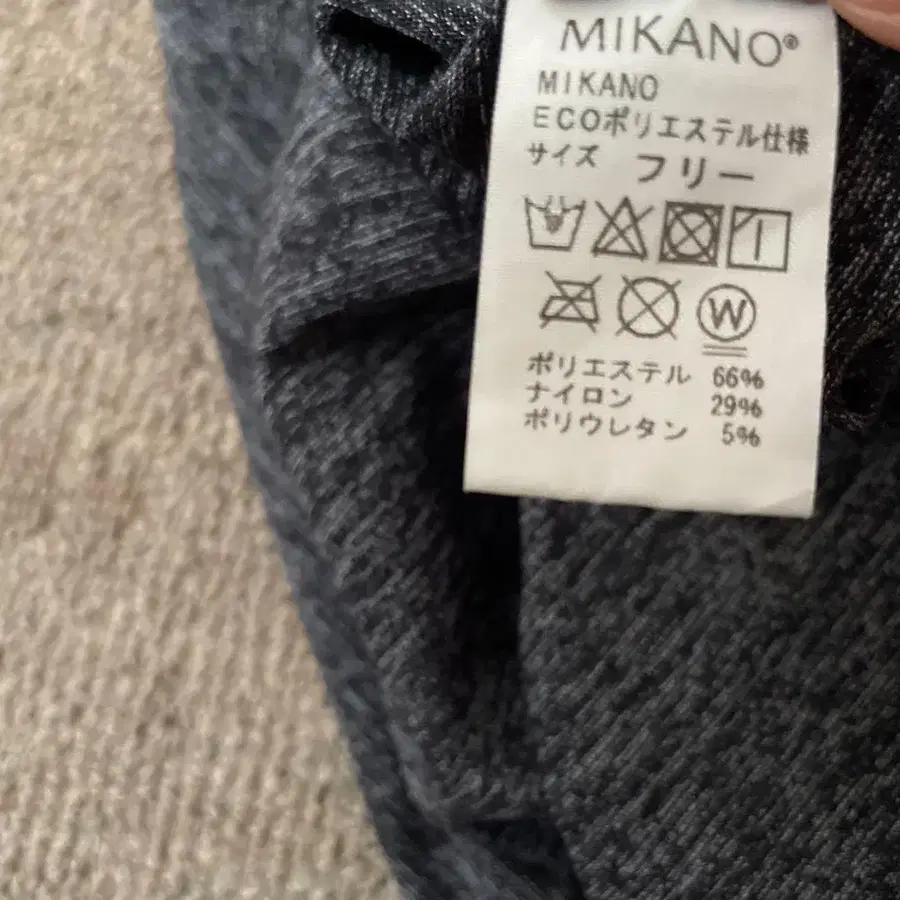 MIKANO®
MIKANO
ECOポリエステル仕様
サイズ フリー
W
ポリエステル 66%
ナイロン 29%
ポリウレタン 5%